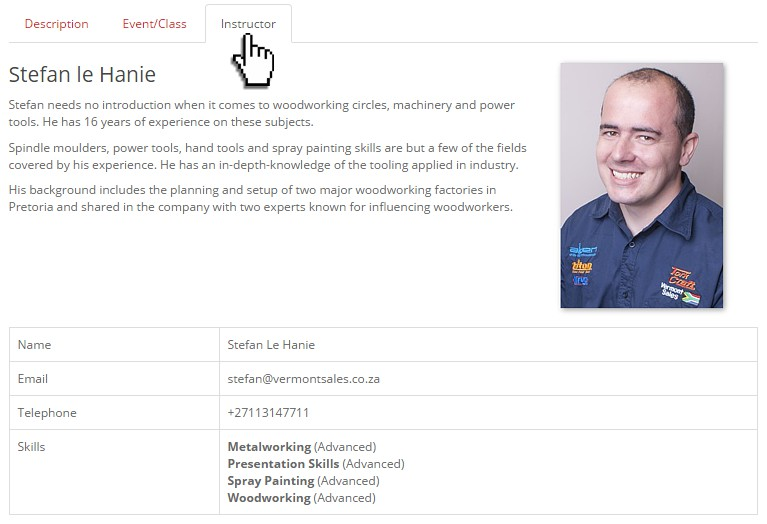 Description Event/Class Instructor
Stefan le Hanie
Stefan needs no introduction when it comes to woodworking circles, machinery and power
tools. He has 16 years of experience on these subjects.
Spindle moulders, power tools, hand tools and spray painting skills are but a few of the fields
covered by his experience. He has an in-depth-knowledge of the tooling applied in industry.
His background includes the planning and setup of two major woodworking factories in
Pretoria and shared in the company with two experts known for influencing woodworkers.
triton
Tork
Craft
Vermont
Sales
Name Stefan Le Hanie
Email stefan@vermontsales.co.za
Telephone +27113147711
Skills Metalworking (Advanced)
Presentation Skills (Advanced)
Spray Painting (Advanced)
Woodworking (Advanced)